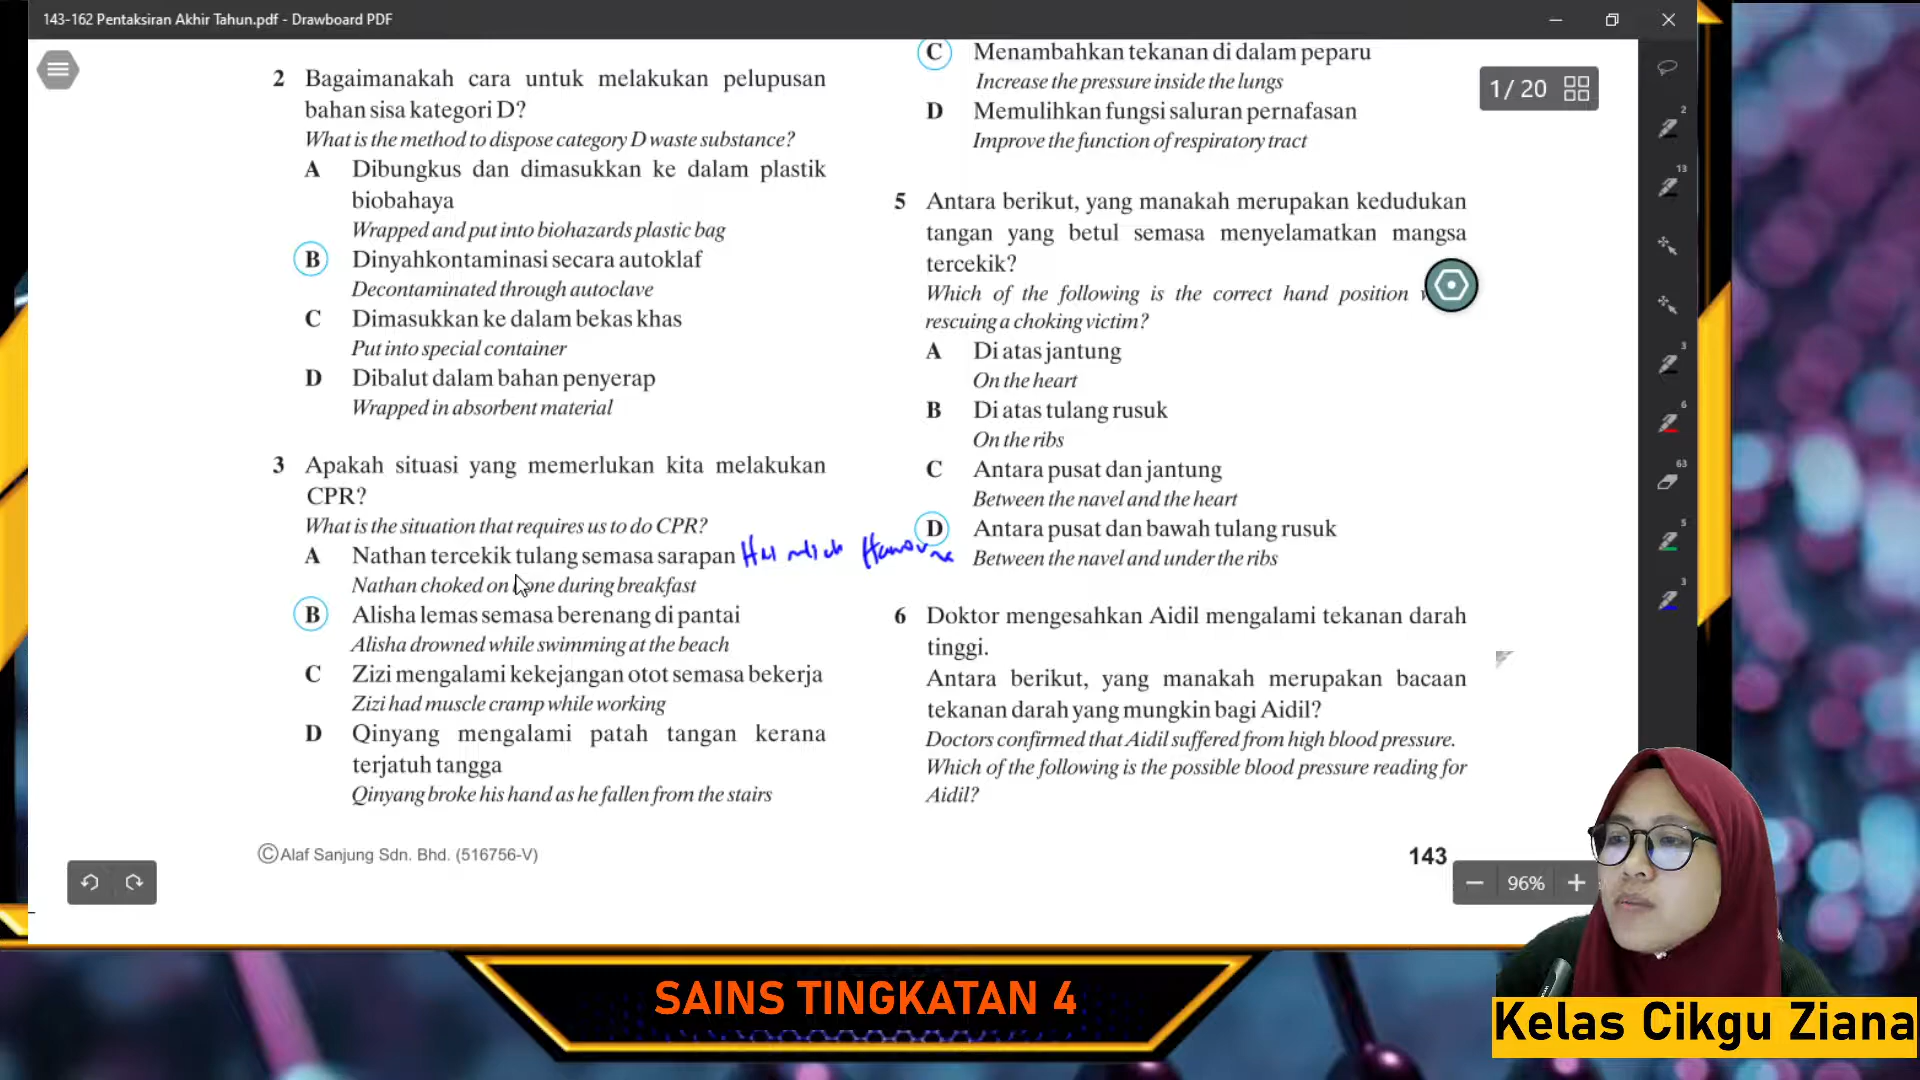 143-162 Pentaksiran Akhir Tahun.pdf - Drawboard PDF
2 Bagaimanakah cara untuk melakukan pelupusan
bahan sisa kategori D?
What is the method to dispose category D waste substance?
A Dibungkus dan dimasukkan ke dalam plastik
biobahaya
Wrapped and put into biohazards plastic bag
B Dinyahkontaminasi secara autoklaf
Decontaminated through autoclave
C Dimasukkan ke dalam bekas khas
Put into special container
D Dibalut dalam bahan penyerap
Wrapped in absorbent material
3 Apakah situasi yang memerlukan kita melakukan
CPR?
What is the situation that requires us to do CPR?
A Nathan tercekik tulang semasa sarapan
Nathan choked on bone during breakfast
B Alisha lemas semasa berenang di pantai
Alisha drowned while swimming at the beach
C Zizi mengalami kekejangan otot semasa bekerja
Zizi had muscle cramp while working
D Qinyang mengalami patah tangan kerana
terjatuh tangga
Qinyang broke his hand as he fallen from the stairs
C Menambahkan tekanan di dalam peparu
Increase the pressure inside the lungs
D Memulihkan fungsi saluran pernafasan
Improve the function of respiratory tract
5 Antara berikut, yang manakah merupakan kedudukan
tangan yang betul semasa menyelamatkan mangsa
tercekik?
Which of the following is the correct hand position
rescuing a choking victim?
A Di atas jantung
On the heart
B Di atas tulang rusuk
On the ribs
C Antara pusat dan jantung
Between the navel and the heart
D Antara pusat dan bawah tulang rusuk
Between the navel and under the ribs
6 Doktor mengesahkan Aidil mengalami tekanan darah
tinggi.
Antara berikut, yang manakah merupakan bacaan
tekanan darah yang mungkin bagi Aidil?
Doctors confirmed that Aidil suffered from high blood pressure.
Which of the following is the possible blood pressure reading for
Aidil?
© Alaf Sanjung Sdn. Bhd. (516756-V)
143
1 / 20
2
13
3
6
63
5
3
96%
SAINS TINGKATAN 4
Kelas Cikgu Ziana